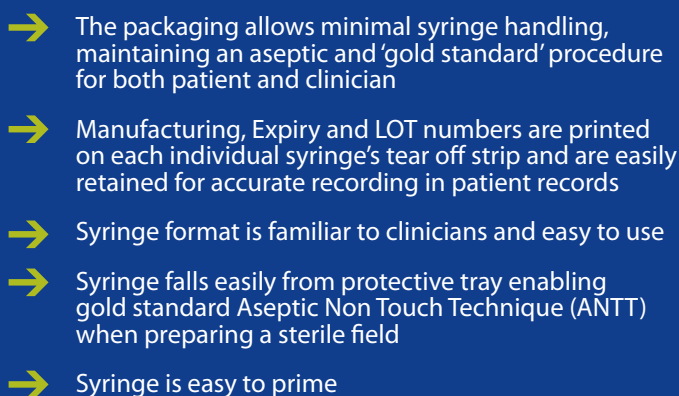 The packaging allows minimal syringe handling,
maintaining an aseptic and ‘gold standard’ procedure
for both patient and clinician
Manufacturing, Expiry and LOT numbers are printed
on each individual syringe’s tear off strip and are easily
retained for accurate recording in patient records
Syringe format is familiar to clinicians and easy to use
Syringe falls easily from protective tray enabling
gold standard Aseptic Non Touch Technique (ANTT)
when preparing a sterile field
Syringe is easy to prime